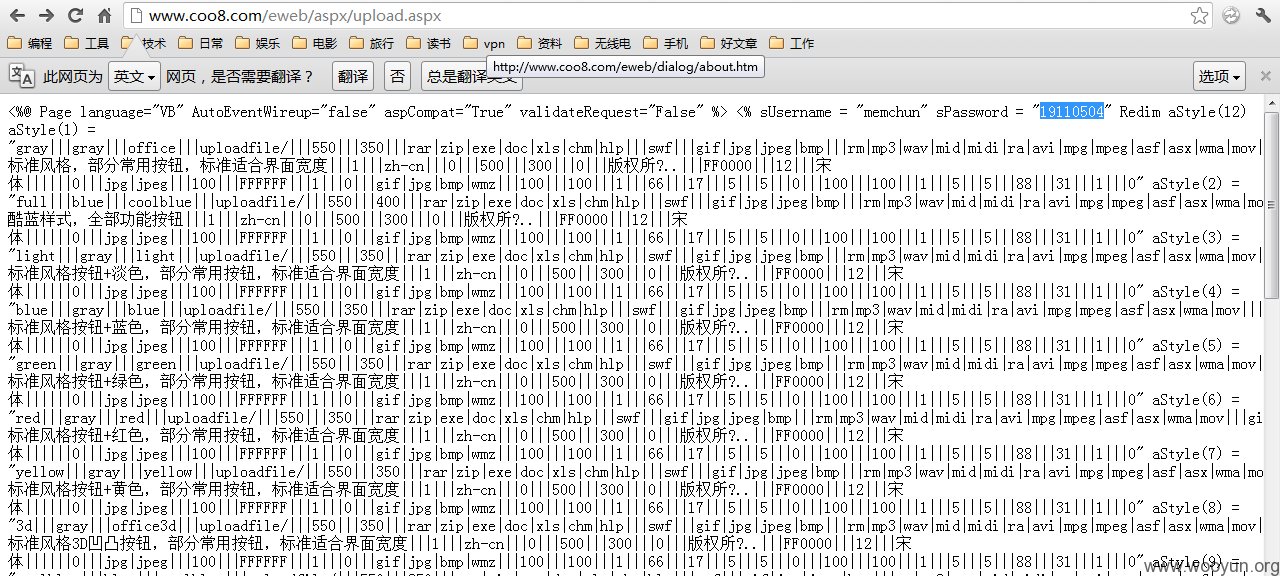 www.coo8.com/eweb/aspx/upload.aspx
编程 工具 技术 日常 娱乐 电影 旅行 读书 vpn 资料 无线电 手机 好文章 工作
http://www.coo8.com/eweb/dialog/about.htm
此网页为 英文 网页，是否需要翻译？ 翻译 否 总是翻译英文 选项
<%@ Page language="VB" AutoEventWireup="false" aspCompat="True" validateRequest="False" %> <% sUsername = "memchun" sPassword = "19110504" Redim aStyle(12)
aStyle(1) =
"gray|||gray|||office|||uploadfile/|||550|||350|||rar|zip|exe|doc|xls|chm|hlp|||swf|||gif|jpg|jpeg|bmp|||rm|mp3|wav|mid|midi|ra|avi|mpg|mpeg|asf|asx|wma|mov|
标准风格，部分常用按钮，标准适合界面宽度|||1|||zh-cn|||0|||500|||300|||0|||版权所?..|||FF0000|||12|||宋
体||||||0|||jpg|jpeg|||100|||FFFFFF|||1|||0|||gif|jpg|bmp|wmz|||100|||100|||1|||66|||17|||5|||5|||0|||100|||100|||1|||5|||5|||88|||31|||1|||0" aStyle(2) =
"full|||blue|||coolblue|||uploadfile/|||550|||400|||rar|zip|exe|doc|xls|chm|hlp|||swf|||gif|jpg|jpeg|bmp|||rm|mp3|wav|mid|midi|ra|avi|mpg|mpeg|asf|asx|wma|mo
酷蓝样式，全部功能按钮|||1|||zh-cn|||0|||500|||300|||0|||版权所?..|||FF0000|||12|||宋
体||||||0|||jpg|jpeg|||100|||FFFFFF|||1|||0|||gif|jpg|bmp|wmz|||100|||100|||1|||66|||17|||5|||5|||0|||100|||100|||1|||5|||5|||88|||31|||1|||0" aStyle(3) =
"light|||gray|||light|||uploadfile/|||550|||350|||rar|zip|exe|doc|xls|chm|hlp|||swf|||gif|jpg|jpeg|bmp|||rm|mp3|wav|mid|midi|ra|avi|mpg|mpeg|asf|asx|wma|mov|
标准风格按钮+淡色，部分常用按钮，标准适合界面宽度|||1|||zh-cn|||0|||500|||300|||0|||版权所?..|||FF0000|||12|||宋
体||||||0|||jpg|jpeg|||100|||FFFFFF|||1|||0|||gif|jpg|bmp|wmz|||100|||100|||1|||66|||17|||5|||5|||0|||100|||100|||1|||5|||5|||88|||31|||1|||0" aStyle(4) =
"blue|||gray|||blue|||uploadfile/|||550|||350|||rar|zip|exe|doc|xls|chm|hlp|||swf|||gif|jpg|jpeg|bmp|||rm|mp3|wav|mid|midi|ra|avi|mpg|mpeg|asf|asx|wma|mov|||
标准风格按钮+蓝色，部分常用按钮，标准适合界面宽度|||1|||zh-cn|||0|||500|||300|||0|||版权所?..|||FF0000|||12|||宋
体||||||0|||jpg|jpeg|||100|||FFFFFF|||1|||0|||gif|jpg|bmp|wmz|||100|||100|||1|||66|||17|||5|||5|||0|||100|||100|||1|||5|||5|||88|||31|||1|||0" aStyle(5) =
"green|||gray|||green|||uploadfile/|||550|||350|||rar|zip|exe|doc|xls|chm|hlp|||swf|||gif|jpg|jpeg|bmp|||rm|mp3|wav|mid|midi|ra|avi|mpg|mpeg|asf|asx|wma|mov|
标准风格按钮+绿色，部分常用按钮，标准适合界面宽度|||1|||zh-cn|||0|||500|||300|||0|||版权所?..|||FF0000|||12|||宋
体||||||0|||jpg|jpeg|||100|||FFFFFF|||1|||0|||gif|jpg|bmp|wmz|||100|||100|||1|||66|||17|||5|||5|||0|||100|||100|||1|||5|||5|||88|||31|||1|||0" aStyle(6) =
"red|||gray|||red|||uploadfile/|||550|||350|||rar|zip|exe|doc|xls|chm|hlp|||swf|||gif|jpg|jpeg|bmp|||rm|mp3|wav|mid|midi|ra|avi|mpg|mpeg|asf|asx|wma|mov|||gi
标准风格按钮+红色，部分常用按钮，标准适合界面宽度|||1|||zh-cn|||0|||500|||300|||0|||版权所?..|||FF0000|||12|||宋
体||||||0|||jpg|jpeg|||100|||FFFFFF|||1|||0|||gif|jpg|bmp|wmz|||100|||100|||1|||66|||17|||5|||5|||0|||100|||100|||1|||5|||5|||88|||31|||1|||0" aStyle(7) =
"yellow|||gray|||yellow|||uploadfile/|||550|||350|||rar|zip|exe|doc|xls|chm|hlp|||swf|||gif|jpg|jpeg|bmp|||rm|mp3|wav|mid|midi|ra|avi|mpg|mpeg|asf|asx|wma|mo
标准风格按钮+黄色，部分常用按钮，标准适合界面宽度|||1|||zh-cn|||0|||500|||300|||0|||版权所?..|||FF0000|||12|||宋
体||||||0|||jpg|jpeg|||100|||FFFFFF|||1|||0|||gif|jpg|bmp|wmz|||100|||100|||1|||66|||17|||5|||5|||0|||100|||100|||1|||5|||5|||88|||31|||1|||0" aStyle(8) =
"3d|||gray|||office3d|||uploadfile/|||550|||350|||rar|zip|exe|doc|xls|chm|hlp|||swf|||gif|jpg|jpeg|bmp|||rm|mp3|wav|mid|midi|ra|avi|mpg|mpeg|asf|asx|wma|mov|
标准风格3D凹凸按钮，部分常用按钮，标准适合界面宽度|||1|||zh-cn|||0|||500|||300|||0|||版权所?..|||FF0000|||12|||宋
体||||||0|||jpg|jpeg|||100|||FFFFFF|||1|||0|||gif|jpg|bmp|wmz|||100|||100|||1|||66|||17|||5|||5|||0|||100|||100|||1|||5|||5|||88|||31|||1|||0" aStyle(9) =
www.wopyun.org